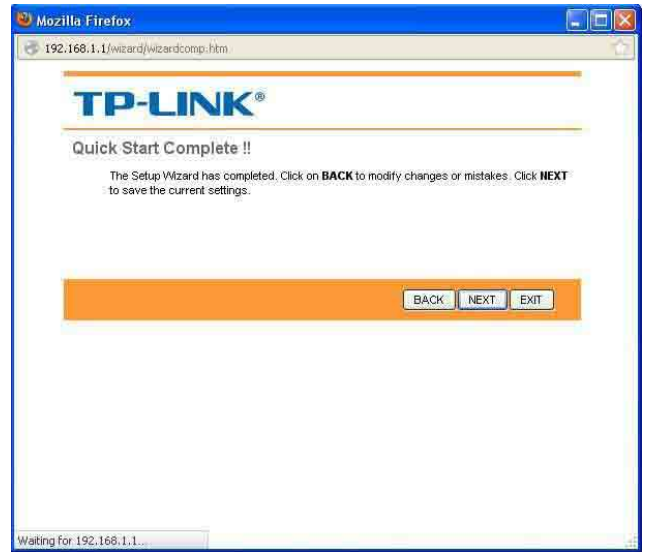 Mozilla Firefox
192.168.1.1/wizard/wizardcomp.htm
TP-LINK®
Quick Start Complete !!
The Setup Wizard has completed. Click on BACK to modify changes or mistakes. Click NEXT
to save the current settings.
BACK NEXT EXIT
Waiting for 192.168.1.1...